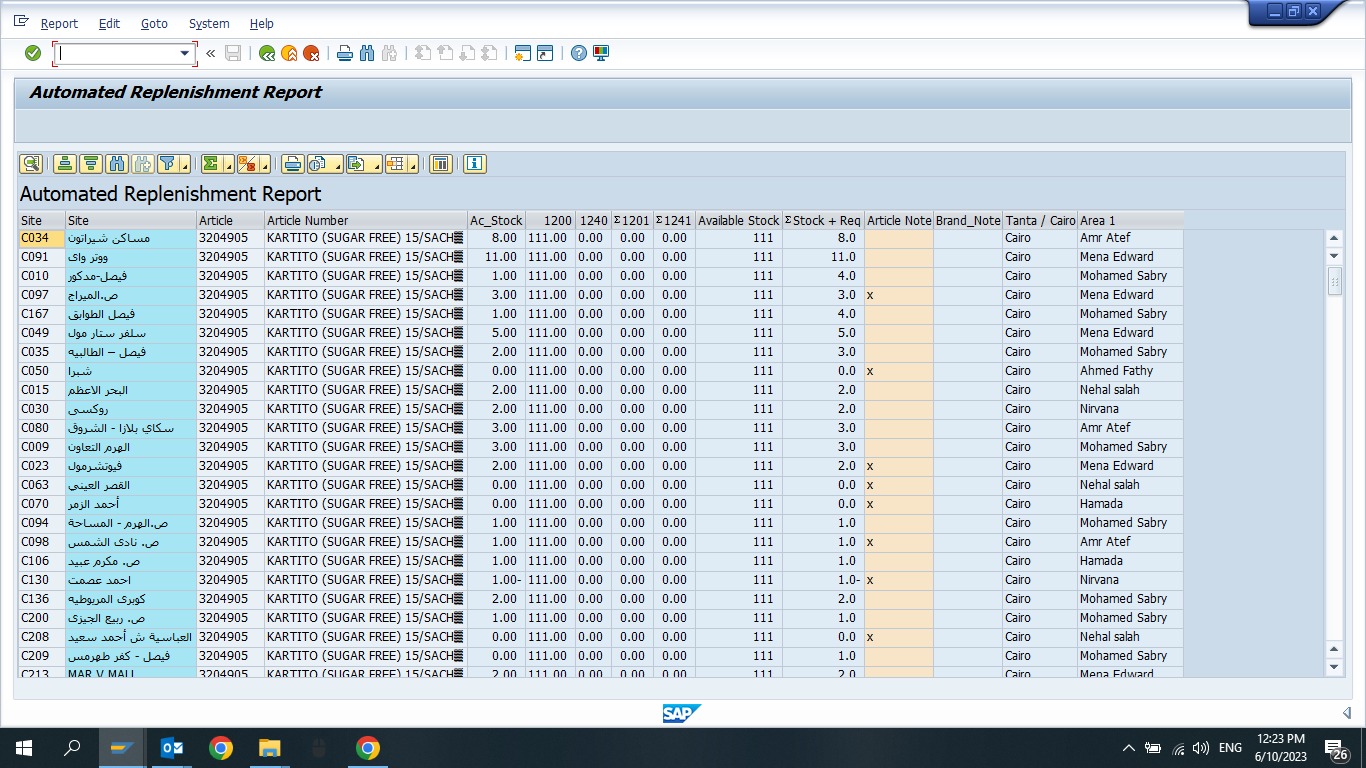 Report Edit Goto System Help
Automated Replenishment Report
Automated Replenishment Report
Site Site Article Article Number Ac_Stock 1200 1240 Σ1201 Σ1241 Available Stock ΣStock + Req Article Note Brand_Note Tanta / Cairo Area 1
C034 مساكن شيراتون 3204905 KARTITO (SUGAR FREE) 15/SACH 8.00 111.00 0.00 0.00 0.00 111 8.0 Cairo Amr Atef
C091 ووتر واى 3204905 KARTITO (SUGAR FREE) 15/SACH 11.00 111.00 0.00 0.00 0.00 111 11.0 Cairo Mena Edward
C010 فيصل-مدكور 3204905 KARTITO (SUGAR FREE) 15/SACH 1.00 111.00 0.00 0.00 0.00 111 4.0 Cairo Mohamed Sabry
C097 ص.الميراج 3204905 KARTITO (SUGAR FREE) 15/SACH 3.00 111.00 0.00 0.00 0.00 111 3.0 x Cairo Mena Edward
C167 فيصل الطوابق 3204905 KARTITO (SUGAR FREE) 15/SACH 1.00 111.00 0.00 0.00 0.00 111 4.0 Cairo Mohamed Sabry
C049 سلفر ستار مول 3204905 KARTITO (SUGAR FREE) 15/SACH 5.00 111.00 0.00 0.00 0.00 111 5.0 Cairo Mena Edward
C035 فيصل – الطالبيه 3204905 KARTITO (SUGAR FREE) 15/SACH 2.00 111.00 0.00 0.00 0.00 111 3.0 Cairo Mohamed Sabry
C050 شبرا 3204905 KARTITO (SUGAR FREE) 15/SACH 0.00 111.00 0.00 0.00 0.00 111 0.0 x Cairo Ahmed Fathy
C015 البحر الاعظم 3204905 KARTITO (SUGAR FREE) 15/SACH 2.00 111.00 0.00 0.00 0.00 111 2.0 Cairo Nehal salah
C030 روكسى 3204905 KARTITO (SUGAR FREE) 15/SACH 2.00 111.00 0.00 0.00 0.00 111 2.0 Cairo Nirvana
C080 سكاي بلازا - الشروق 3204905 KARTITO (SUGAR FREE) 15/SACH 3.00 111.00 0.00 0.00 0.00 111 3.0 Cairo Amr Atef
C009 الهرم التعاون 3204905 KARTITO (SUGAR FREE) 15/SACH 3.00 111.00 0.00 0.00 0.00 111 3.0 Cairo Mohamed Sabry
C023 فيوتشرمول 3204905 KARTITO (SUGAR FREE) 15/SACH 2.00 111.00 0.00 0.00 0.00 111 2.0 x Cairo Mena Edward
C063 القصر العيني 3204905 KARTITO (SUGAR FREE) 15/SACH 0.00 111.00 0.00 0.00 0.00 111 0.0 x Cairo Nehal salah
C070 أحمد الزمر 3204905 KARTITO (SUGAR FREE) 15/SACH 0.00 111.00 0.00 0.00 0.00 111 0.0 x Cairo Hamada
C094 ص.الهرم - المساحة 3204905 KARTITO (SUGAR FREE) 15/SACH 1.00 111.00 0.00 0.00 0.00 111 1.0 Cairo Mohamed Sabry
C098 ص. نادى الشمس 3204905 KARTITO (SUGAR FREE) 15/SACH 1.00 111.00 0.00 0.00 0.00 111 1.0 x Cairo Amr Atef
C106 ص. مكرم عبيد 3204905 KARTITO (SUGAR FREE) 15/SACH 1.00 111.00 0.00 0.00 0.00 111 1.0 Cairo Hamada
C130 احمد عصمت 3204905 KARTITO (SUGAR FREE) 15/SACH 1.00- 111.00 0.00 0.00 0.00 111 1.0- x Cairo Nirvana
C136 كوبرى المريوطيه 3204905 KARTITO (SUGAR FREE) 15/SACH 2.00 111.00 0.00 0.00 0.00 111 2.0 Cairo Mohamed Sabry
C200 ص. ربيع الجيزى 3204905 KARTITO (SUGAR FREE) 15/SACH 1.00 111.00 0.00 0.00 0.00 111 1.0 Cairo Mohamed Sabry
C208 العباسية ش أحمد سعيد 3204905 KARTITO (SUGAR FREE) 15/SACH 0.00 111.00 0.00 0.00 0.00 111 0.0 x Cairo Nehal salah
C209 فيصل - كفر طهرمس 3204905 KARTITO (SUGAR FREE) 15/SACH 0.00 111.00 0.00 0.00 0.00 111 1.0 Cairo Mohamed Sabry
C213 MAR V MALL 3204905 KARTITO (SUGAR FREE) 15/SACH 2.00 111.00 0.00 0.00 0.00 111 2.0 Cairo Mena Edward
SAP
ENG 12:23 PM
6/10/2023 26